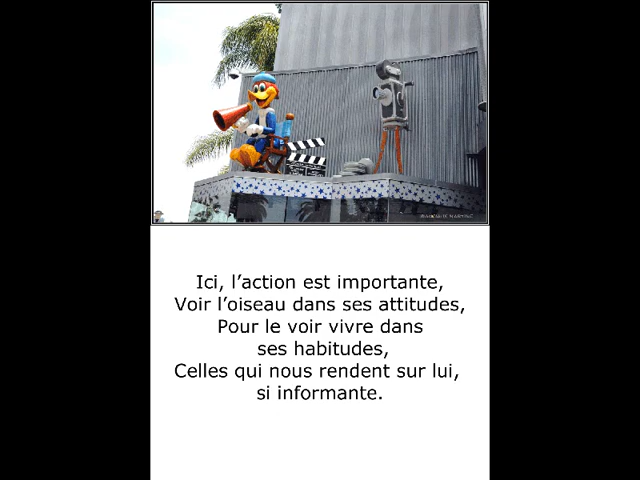 Ici, l’action est importante,
Voir l’oiseau dans ses attitudes,
Pour le voir vivre dans
ses habitudes,
Celles qui nous rendent sur lui,
si informante.